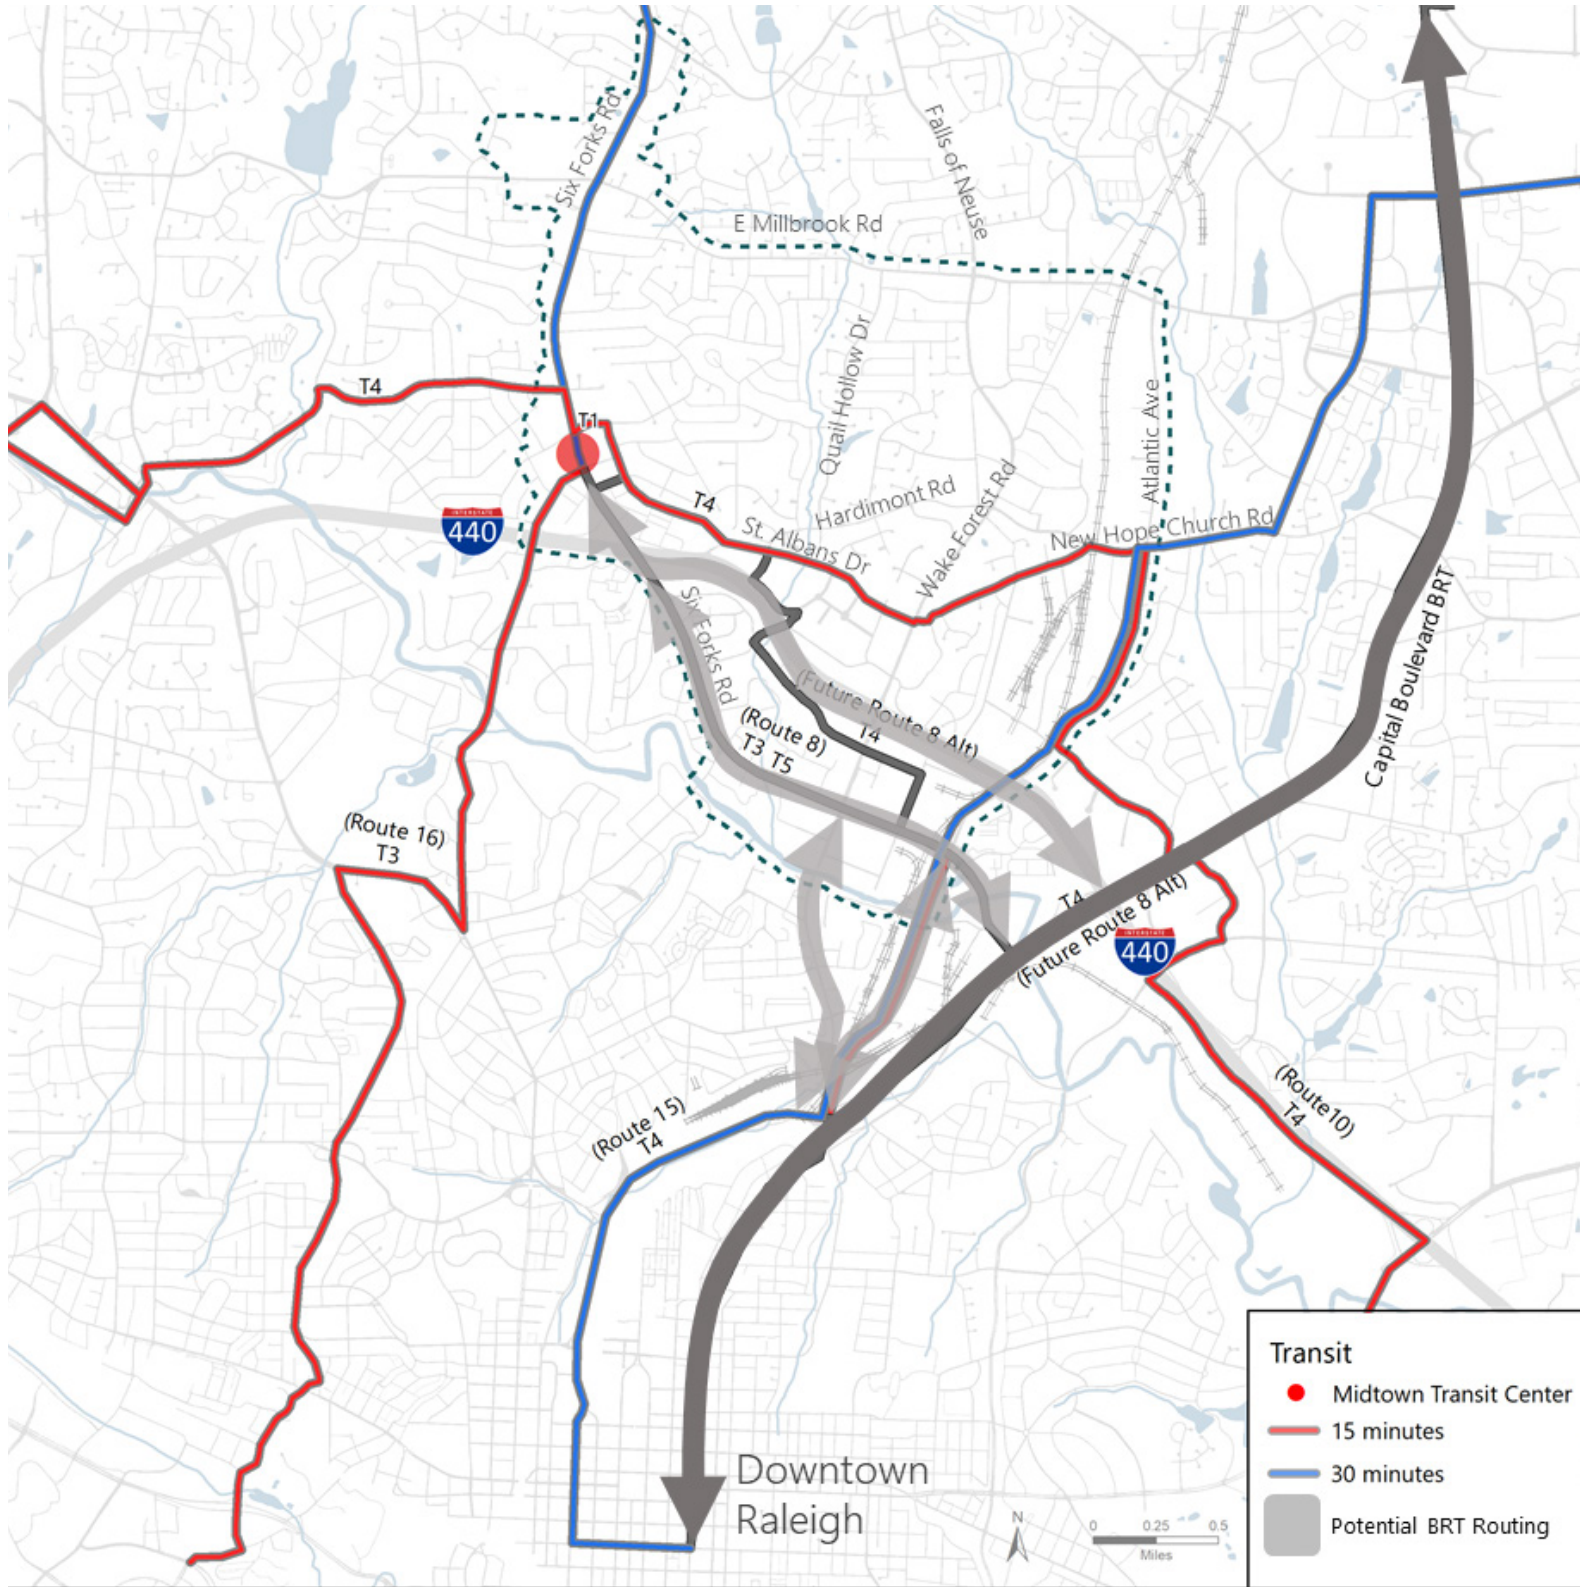 Six Forks Rd
Falls of Neuse
E Millbrook Rd
Quail Hollow Dr
Atlantic Ave
T4
T1
T4
Hardimont Rd
Wake Forest Rd
INTERSTATE
440
St. Albans Dr
New Hope Church Rd
Six Forks Rd
Capital Boulevard BRT
(Future Route 8 Alt)
T4
(Route 8)
T3 T5
(Route 16)
T3
T4
(Future Route 8 Alt)
INTERSTATE
440
(Route10)
T4
(Route 15)
T4
Downtown
Raleigh
N
0 0.25 0.5
Miles
Transit
Midtown Transit Center
15 minutes
30 minutes
Potential BRT Routing